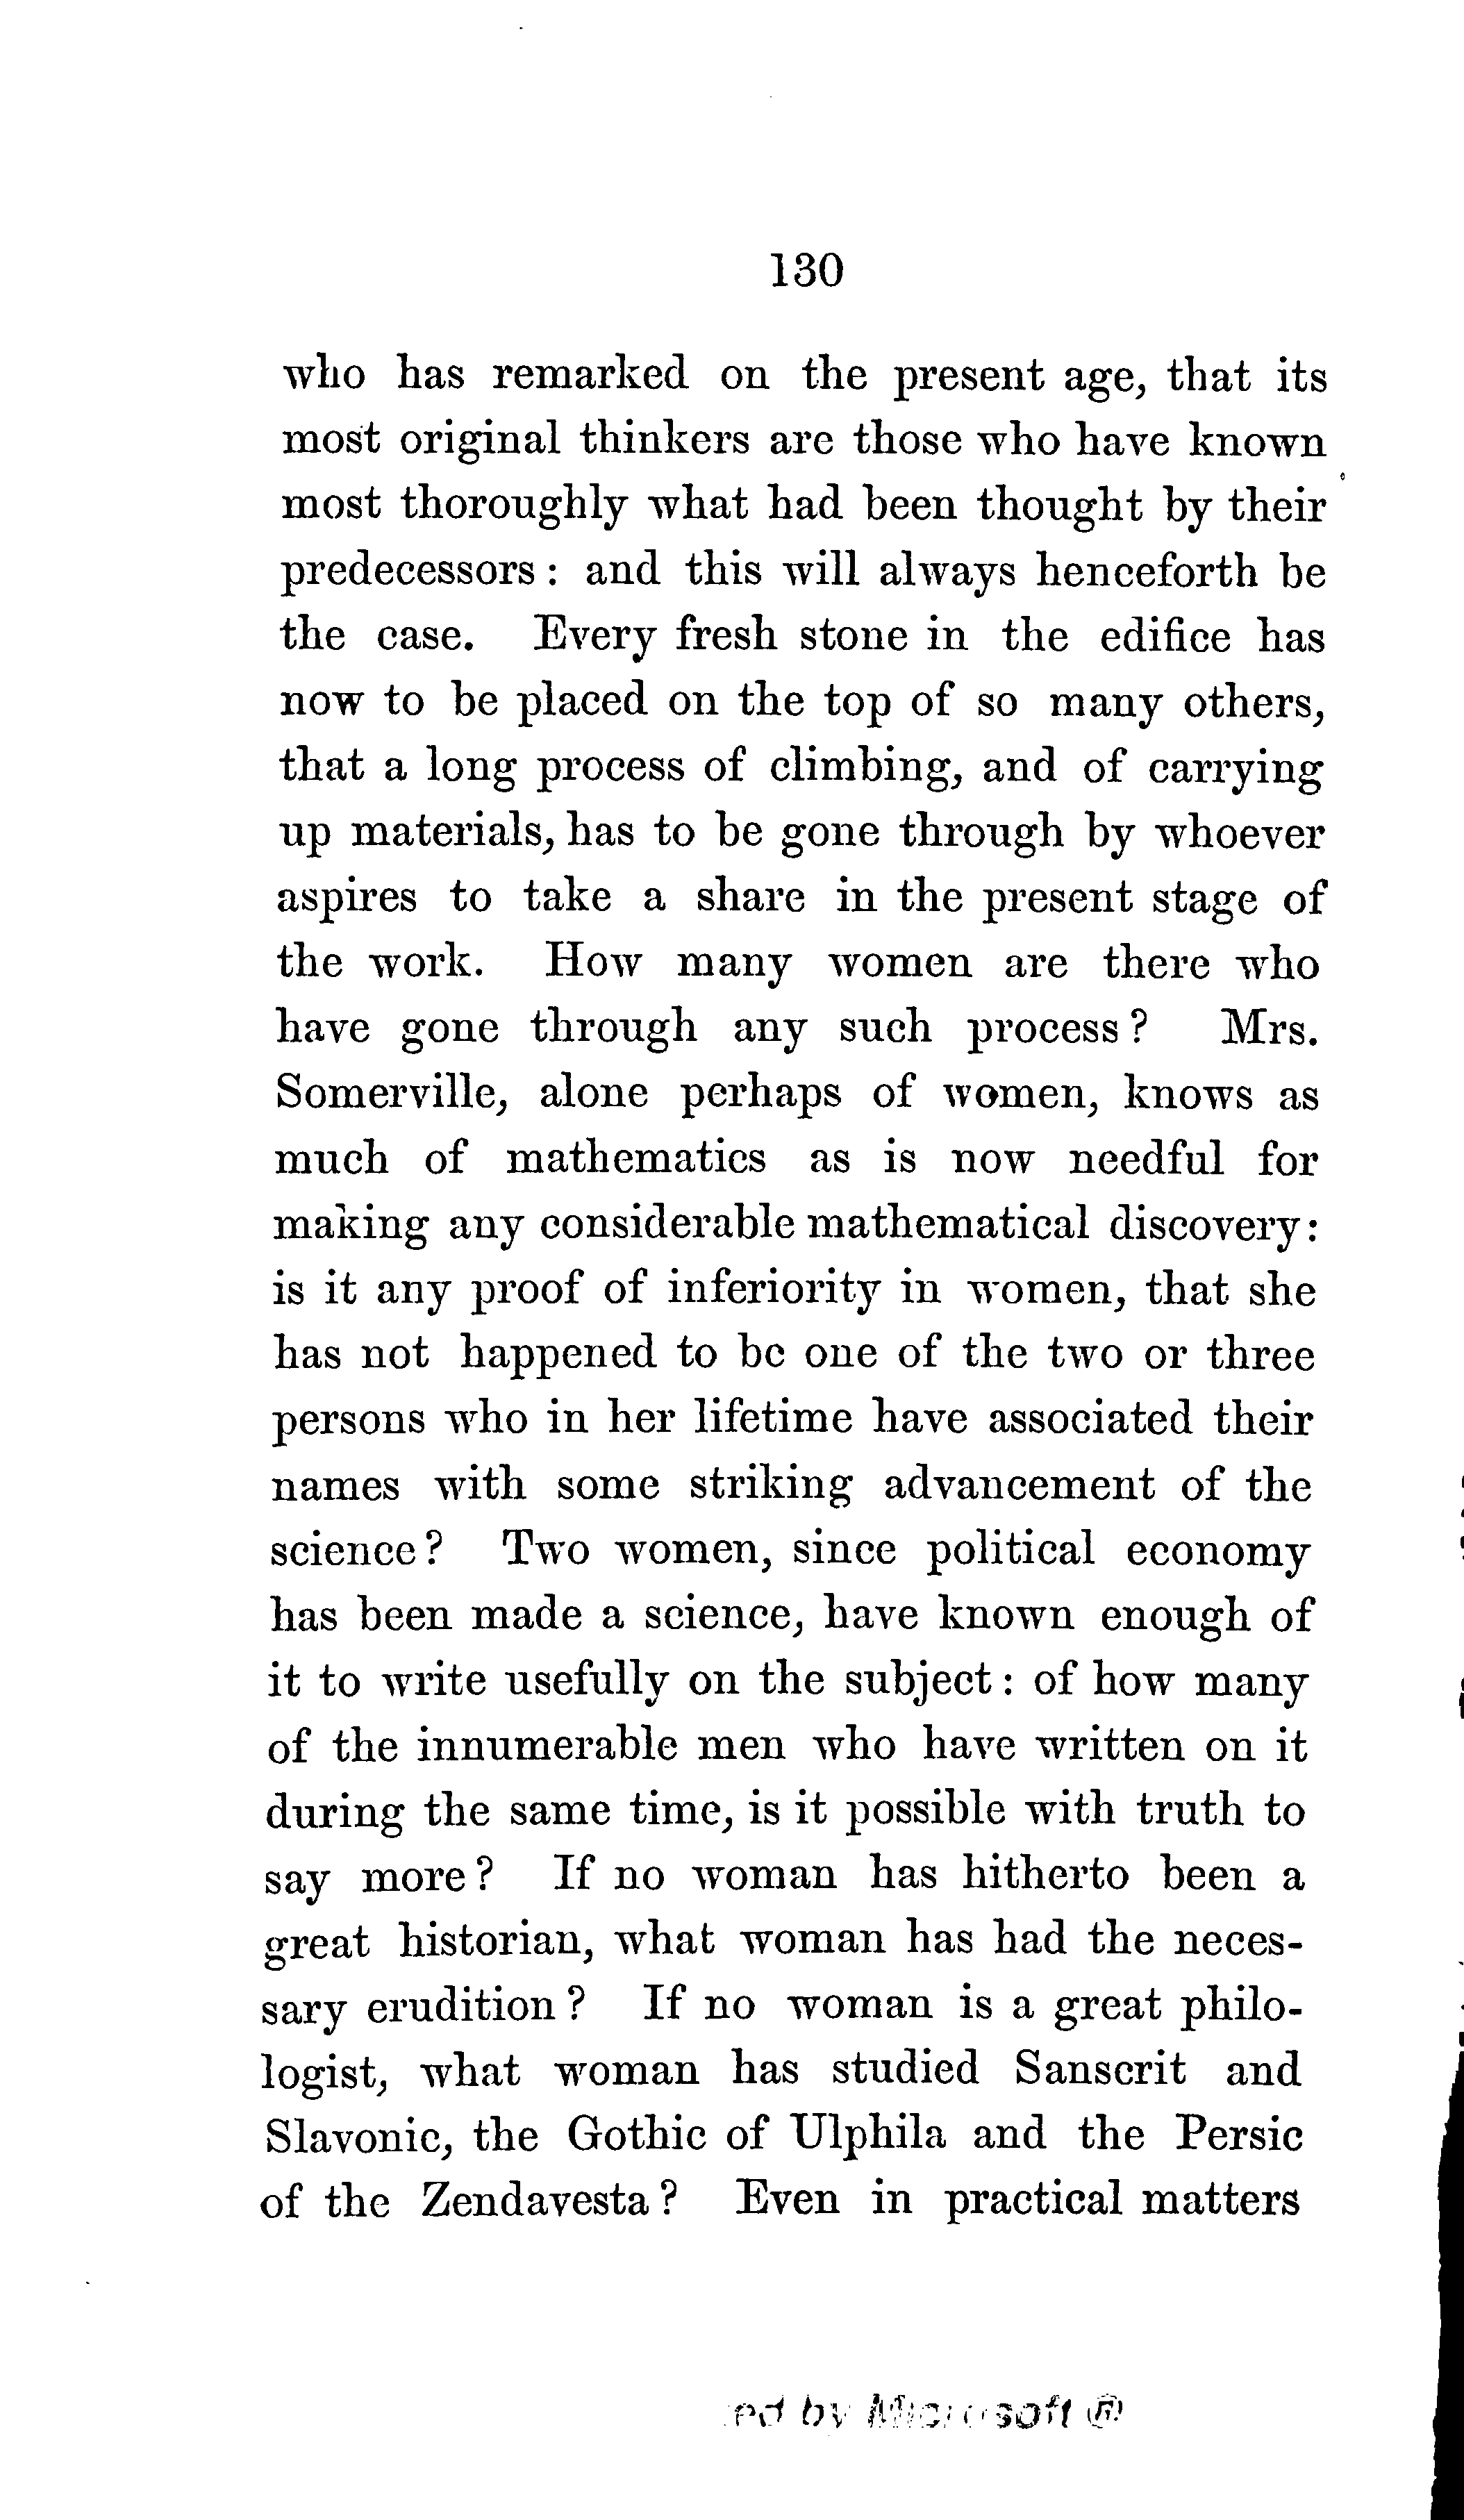 130
who has remarked on the present age, that its
most original thinkers are those who have known
most thoroughly what had been thought by their
predecessors : and this will always henceforth be
the case. Every fresh stone in the edifice has
now to be placed on the top of so many others,
that a long process of climbing, and of carrying
up materials, has to be gone through by whoever
aspires to take a share in the present stage of
the work. How many women are there who
have gone through any such process ? Mrs.
Somerville, alone perhaps of women, knows as
much of mathematics as is now needful for
making any considerable mathematical discovery:
is it any proof of inferiority in women, that she
has not happened to be one of the two or three
persons who in her lifetime have associated their
names with some striking advancement of the
science ? Two women, since political economy
has been made a science, have known enough of
it to write usefully on the subject : of how many
of the innumerable men who have written on it
during the same time, is it possible with truth to
say more ? If no woman has hitherto been a
great historian, what woman has had the neces-
sary erudition ? If no woman is a great philo-
logist, what woman has studied Sanscrit and
Slavonic, the Gothic of Ulphila and the Persic
of the Zendavesta ? Even in practical matters
ed by Microsoft ®